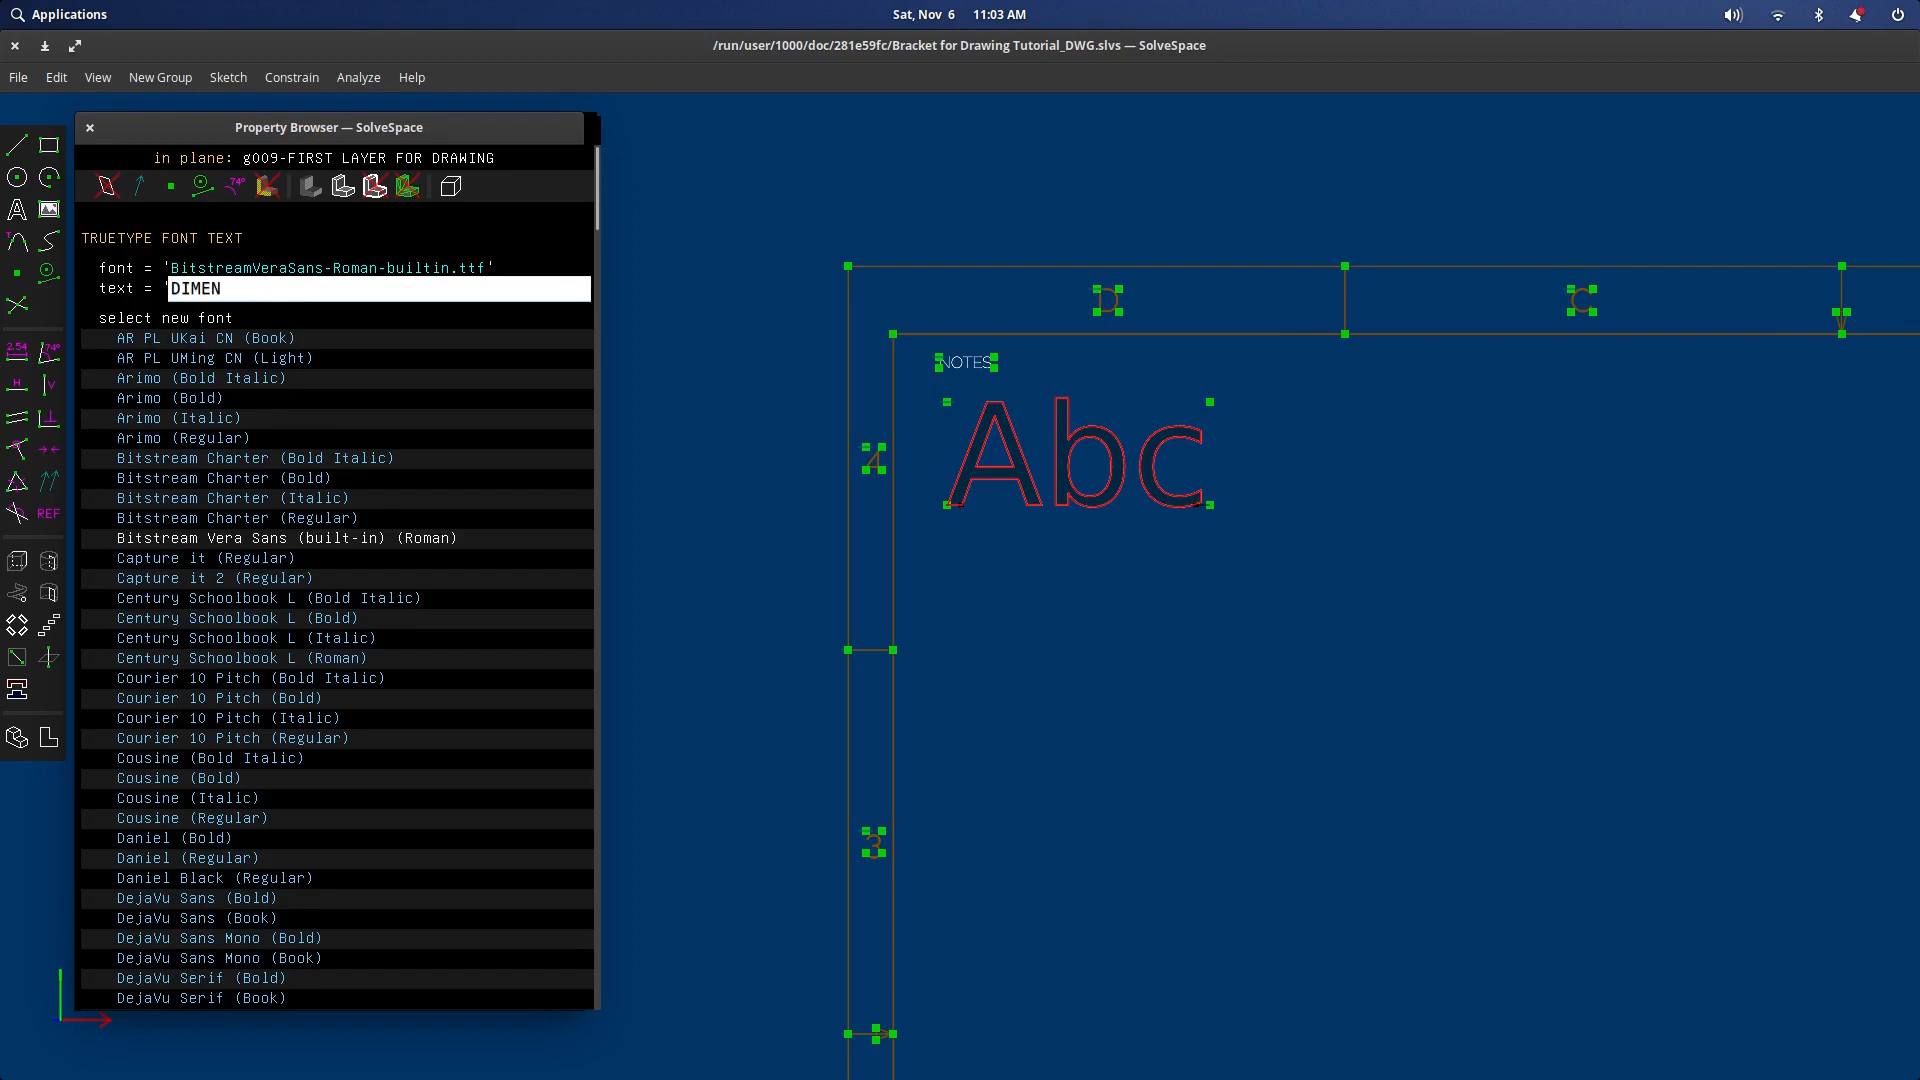 Applications
Sat, Nov 6 11:03 AM
/run/user/1000/doc/281e59fc/Bracket for Drawing Tutorial_DWG.slvs — SolveSpace
File Edit View New Group Sketch Constrain Analyze Help
Property Browser — SolveSpace
in plane: g009-FIRST LAYER FOR DRAWING
74°
TRUETYPE FONT TEXT
font = 'BitstreamVeraSans-Roman-builtin.ttf'
text = 'DIMEN
select new font
AR PL UKai CN (Book)
AR PL UMing CN (Light)
Arimo (Bold Italic)
Arimo (Bold)
Arimo (Italic)
Arimo (Regular)
Bitstream Charter (Bold Italic)
Bitstream Charter (Bold)
Bitstream Charter (Italic)
Bitstream Charter (Regular)
Bitstream Vera Sans (built-in) (Roman)
Capture it (Regular)
Capture it 2 (Regular)
Century Schoolbook L (Bold Italic)
Century Schoolbook L (Bold)
Century Schoolbook L (Italic)
Century Schoolbook L (Roman)
Courier 10 Pitch (Bold Italic)
Courier 10 Pitch (Bold)
Courier 10 Pitch (Italic)
Courier 10 Pitch (Regular)
Cousine (Bold Italic)
Cousine (Bold)
Cousine (Italic)
Cousine (Regular)
Daniel (Bold)
Daniel (Regular)
Daniel Black (Regular)
DejaVu Sans (Bold)
DejaVu Sans (Book)
DejaVu Sans Mono (Bold)
DejaVu Sans Mono (Book)
DejaVu Serif (Bold)
DejaVu Serif (Book)
A
T
2.54 74°
H V
REF
D C
NOTES
Abc
4
3